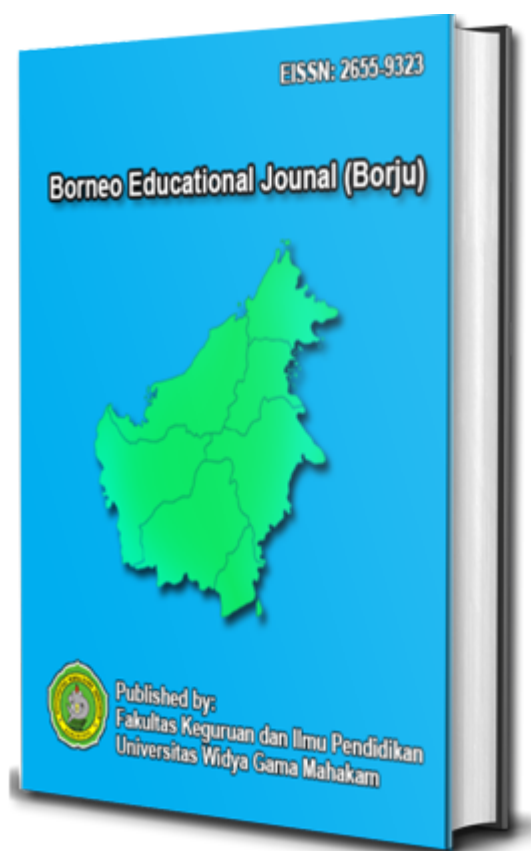 EISSN: 2655-9323
Borneo Educational Jounal (Borju)
Published by:
Fakultas Keguruan dan Ilmu Pendidikan
Universitas Widya Gama Mahakam